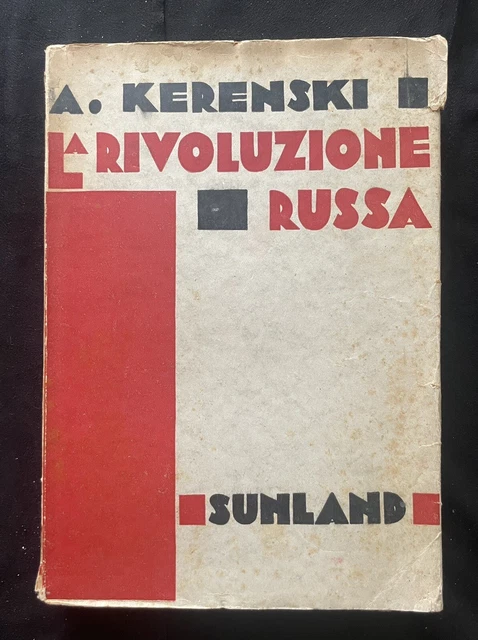 A. KERENSKI
LA RIVOLUZIONE
RUSSA
SUNLAND